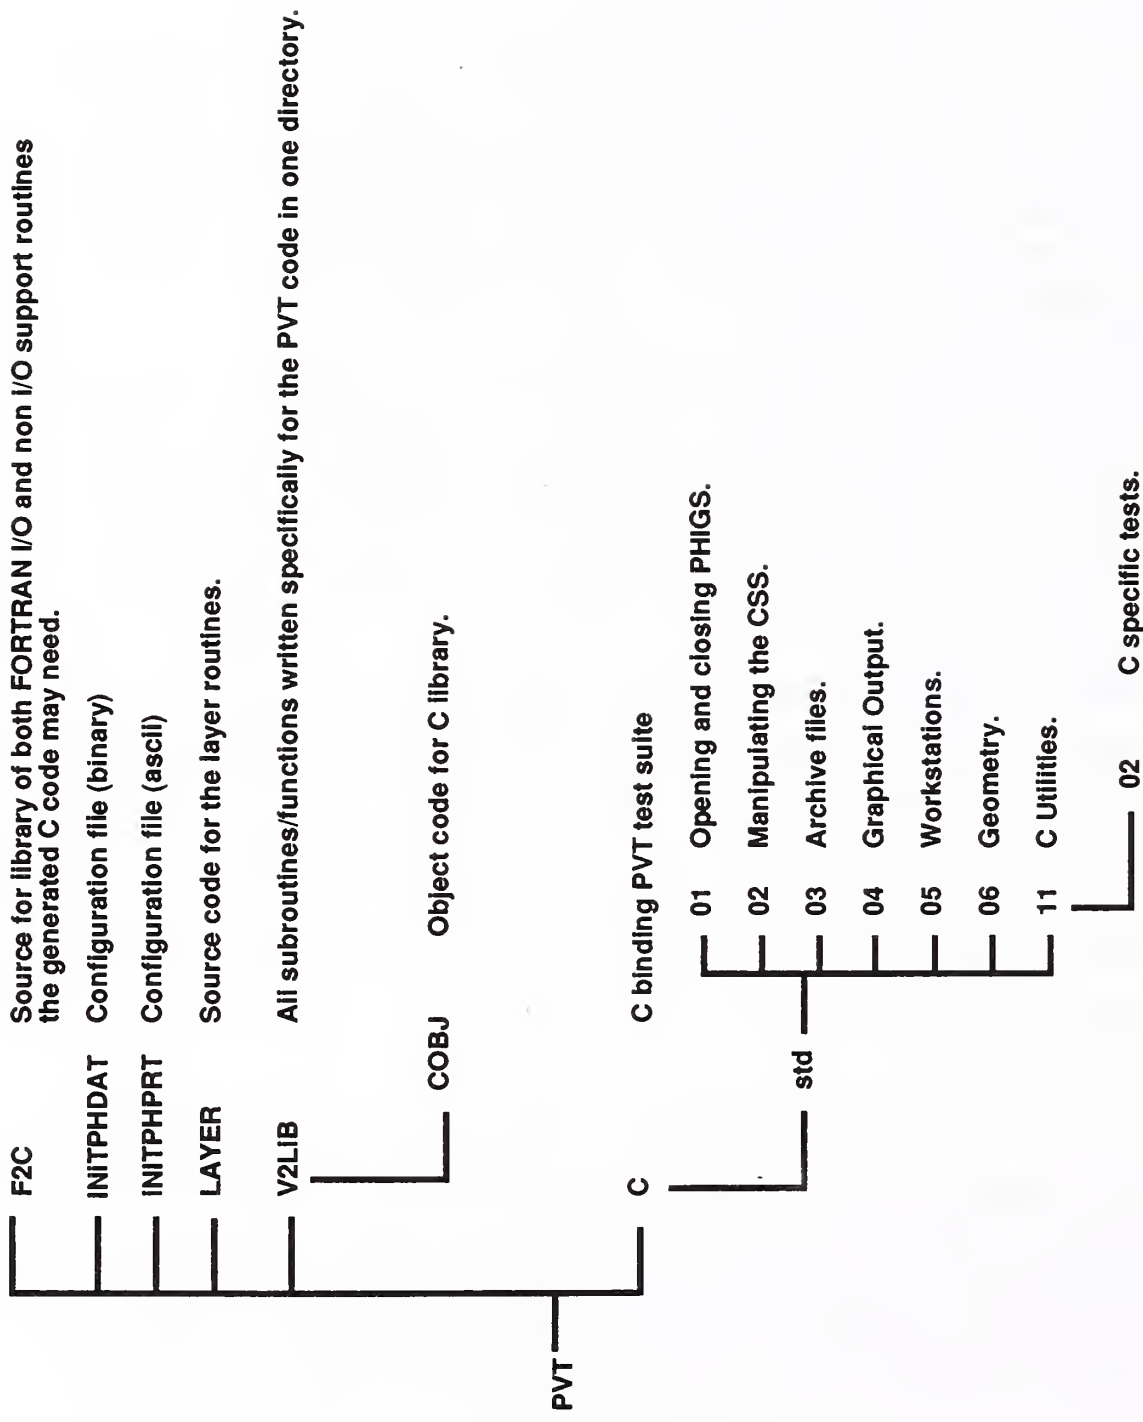 F2C Source for library of both FORTRAN I/O and non I/O support routines
the generated C code may need.
INITPHDAT Configuration file (binary)
INITPHPRT Configuration file (ascii)
LAYER Source code for the layer routines.
V2LIB All subroutines/functions written specifically for the PVT code in one directory.
COBJ Object code for C library.
PVT
C C binding PVT test suite
01 Opening and closing PHIGS.
02 Manipulating the CSS.
03 Archive files.
std
04 Graphical Output.
05 Workstations.
06 Geometry.
11 C Utilities.
02 C specific tests.